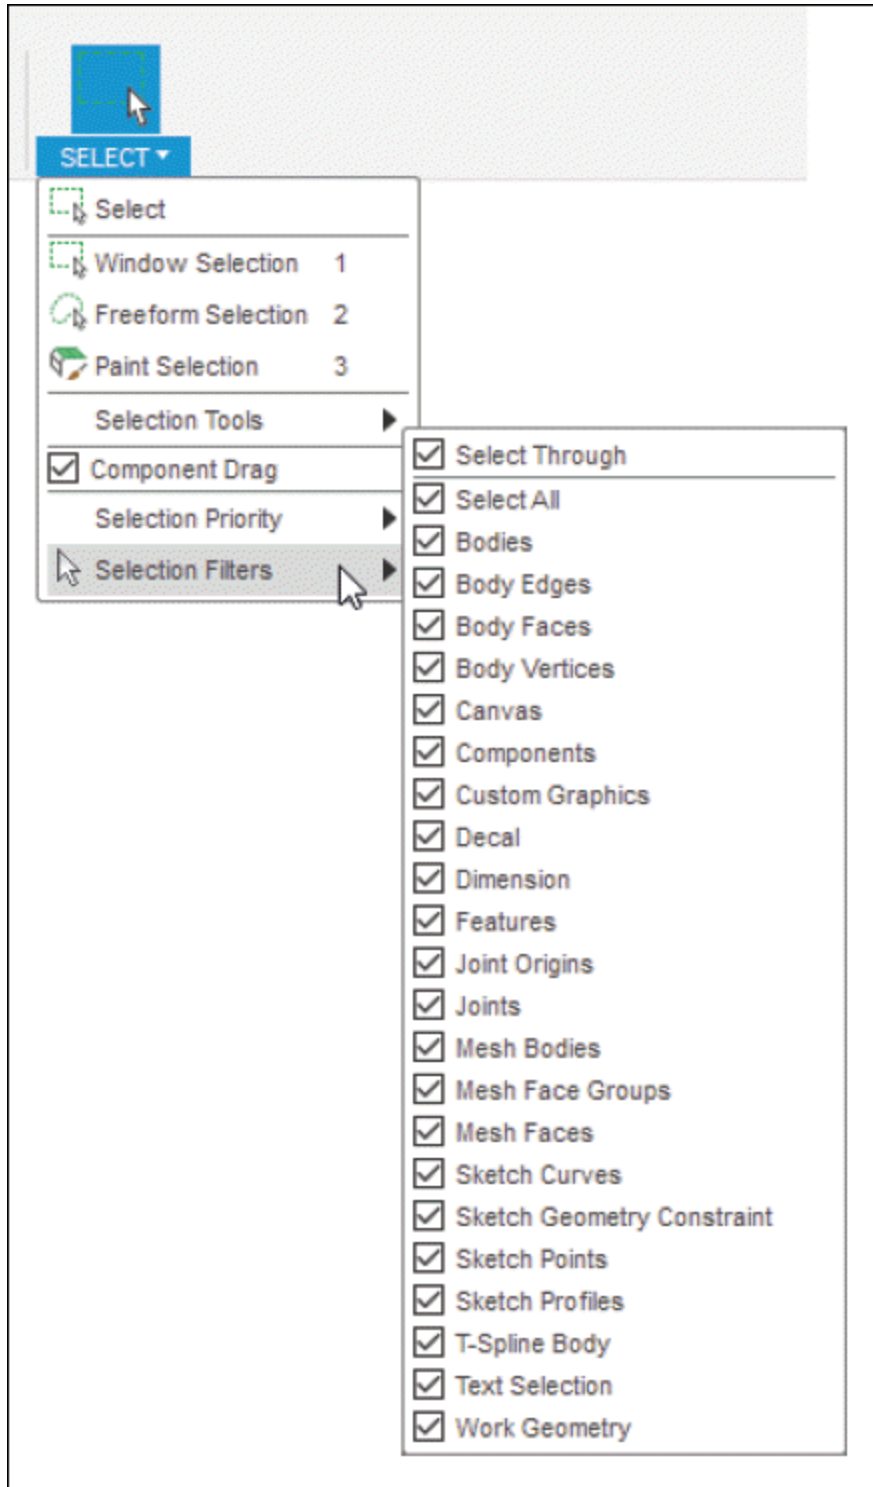 SELECT
Select
Window Selection 1
Freeform Selection 2
Paint Selection 3
Selection Tools
Component Drag
Selection Priority
Selection Filters
Select Through
Select All
Bodies
Body Edges
Body Faces
Body Vertices
Canvas
Components
Custom Graphics
Decal
Dimension
Features
Joint Origins
Joints
Mesh Bodies
Mesh Face Groups
Mesh Faces
Sketch Curves
Sketch Geometry Constraint
Sketch Points
Sketch Profiles
T-Spline Body
Text Selection
Work Geometry